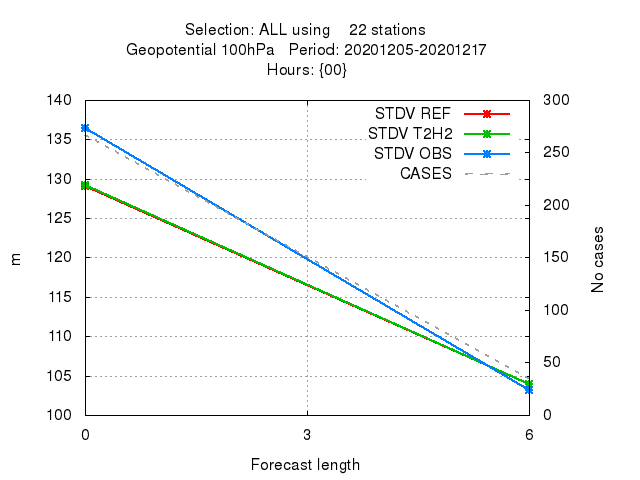 Selection: ALL using    22 stations
Geopotential 100hPa   Period: 20201205-20201217
Hours: {00}
STDV REF
STDV T2H2
STDV OBS
CASES
140
135
130
125
120
115
110
105
100
m
300
250
200
150
100
50
0
No cases
0
3
6
Forecast length